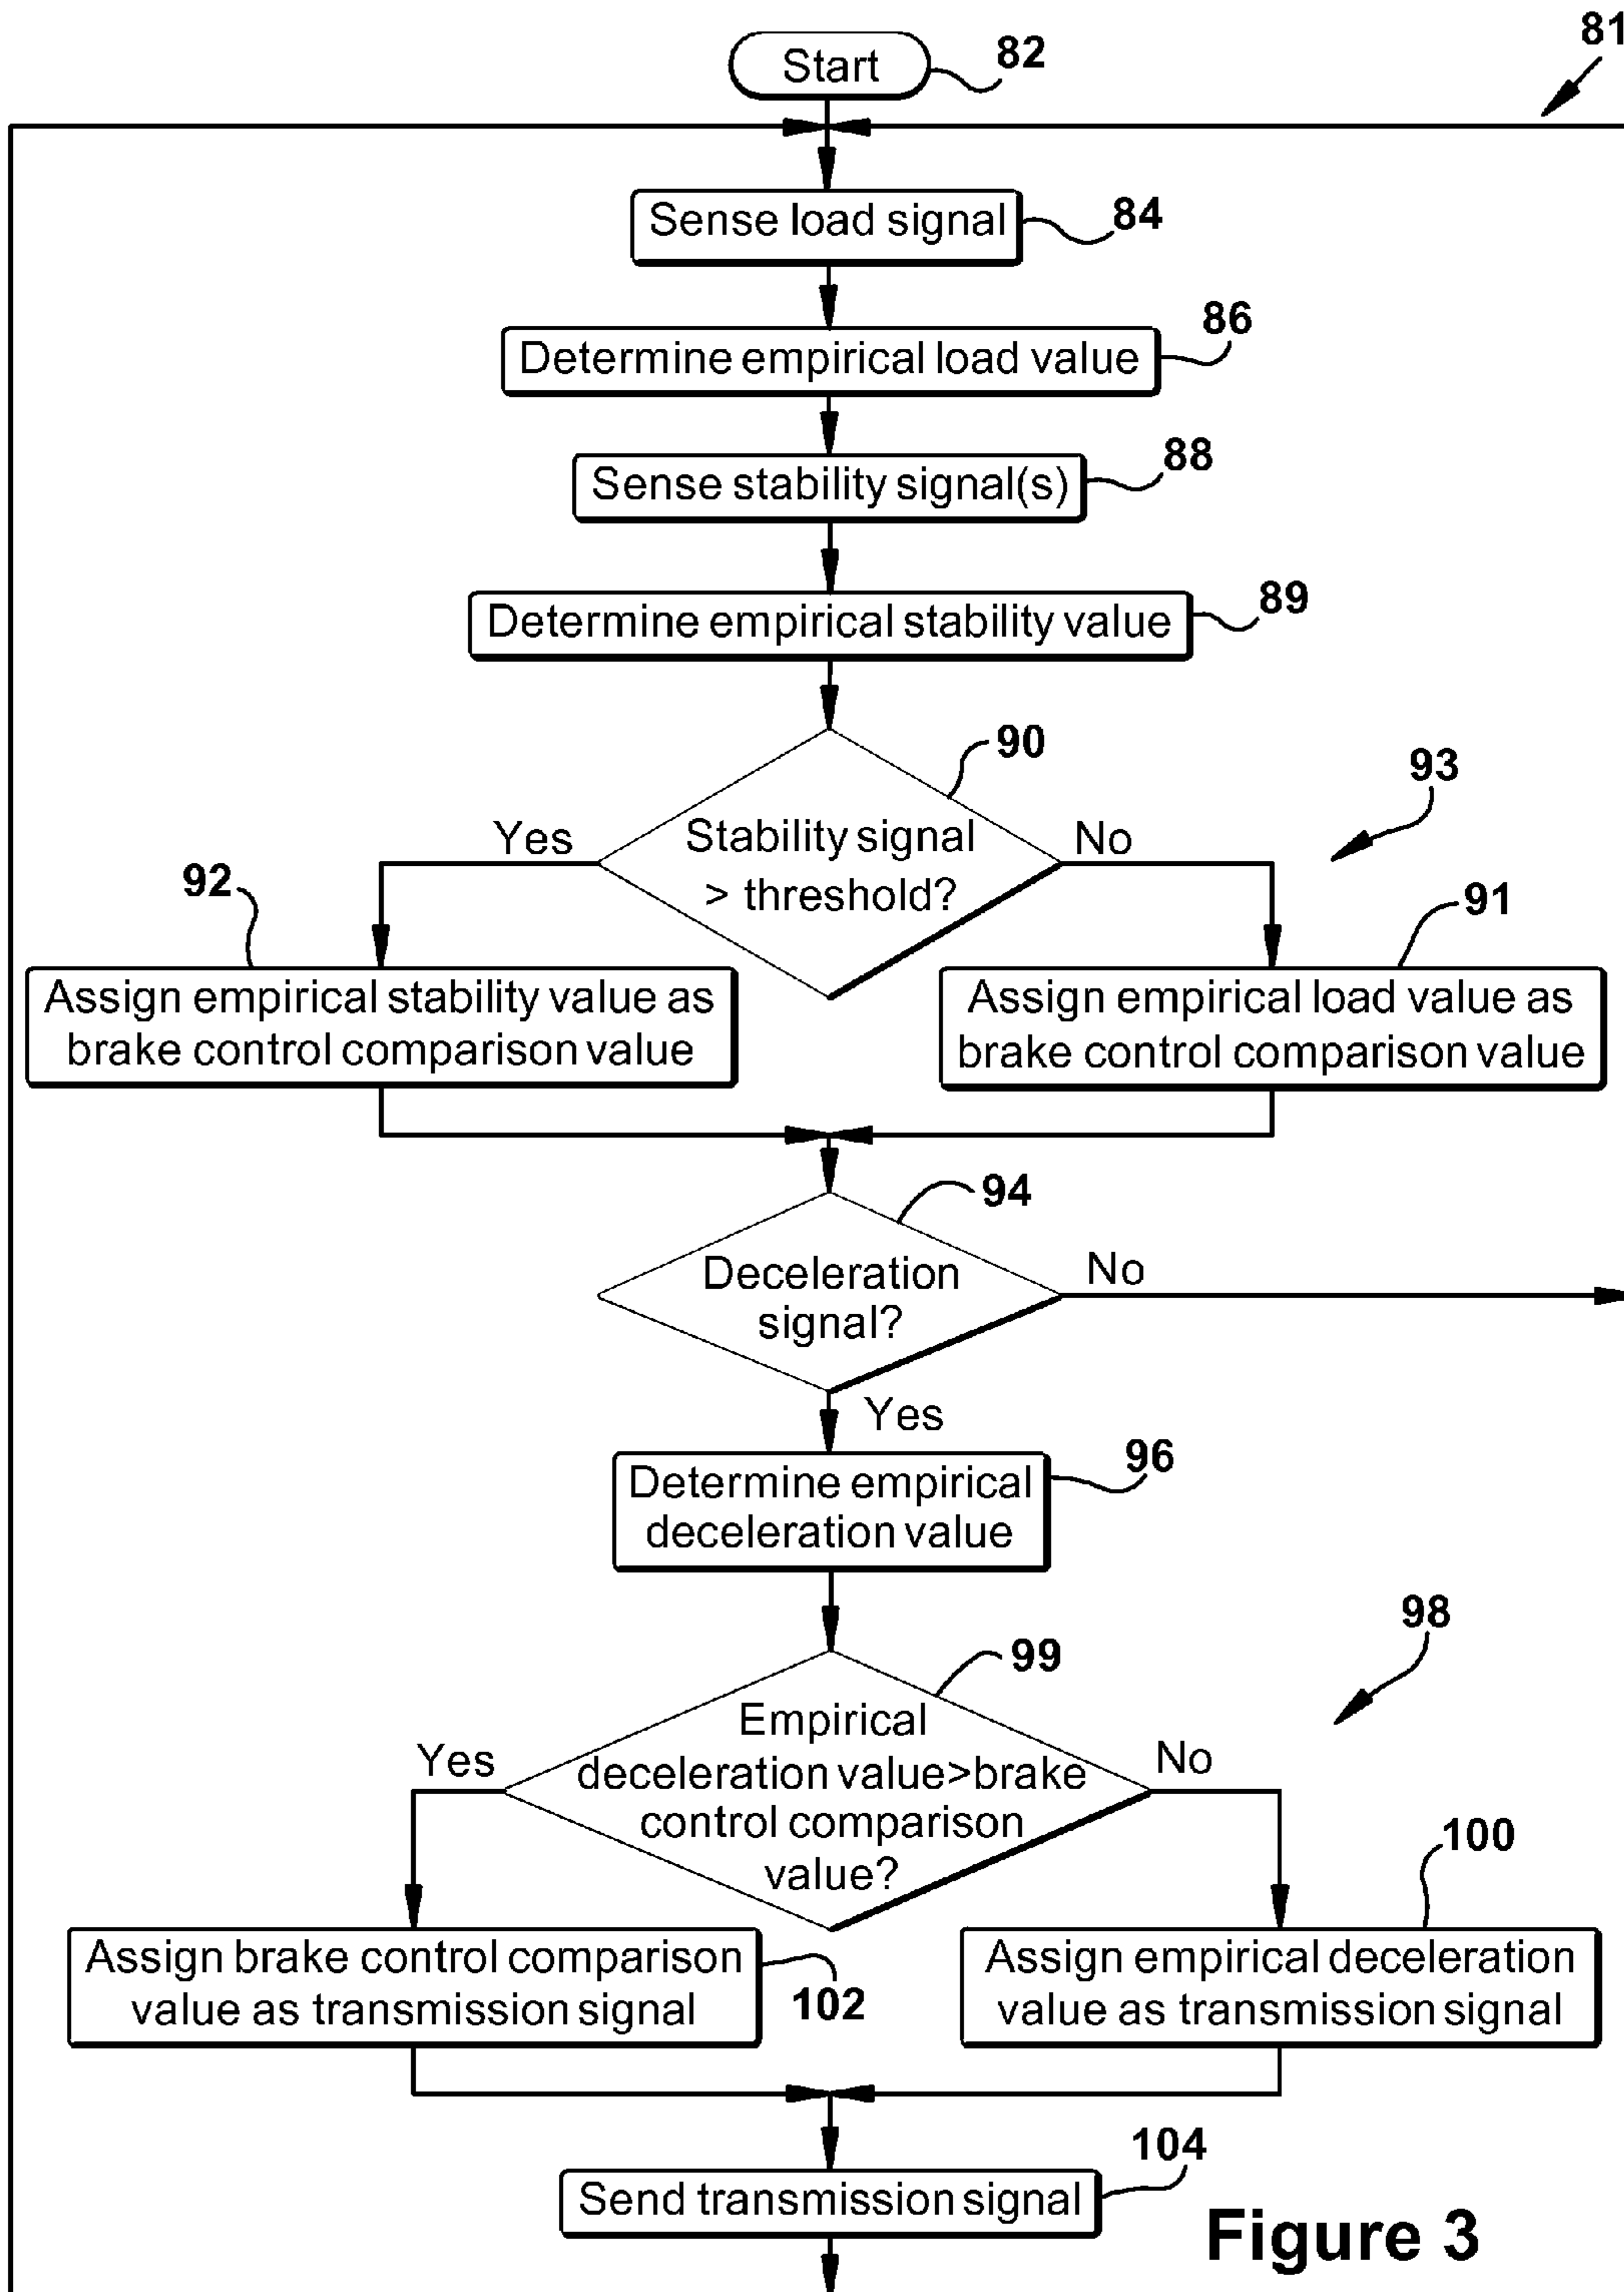 81
Start
82
Sense load signal
84
Determine empirical load value
86
Sense stability signal(s)
88
Determine empirical stability value
89
90
93
Stability signal
> threshold?
Yes
No
92
91
Assign empirical stability value as
brake control comparison value
Assign empirical load value as
brake control comparison value
94
Deceleration
signal?
No
Yes
Determine empirical
deceleration value
96
98
99
Empirical
deceleration value>brake
control comparison
value?
Yes
No
100
Assign brake control comparison
value as transmission signal
102
Assign empirical deceleration
value as transmission signal
104
Send transmission signal
Figure 3